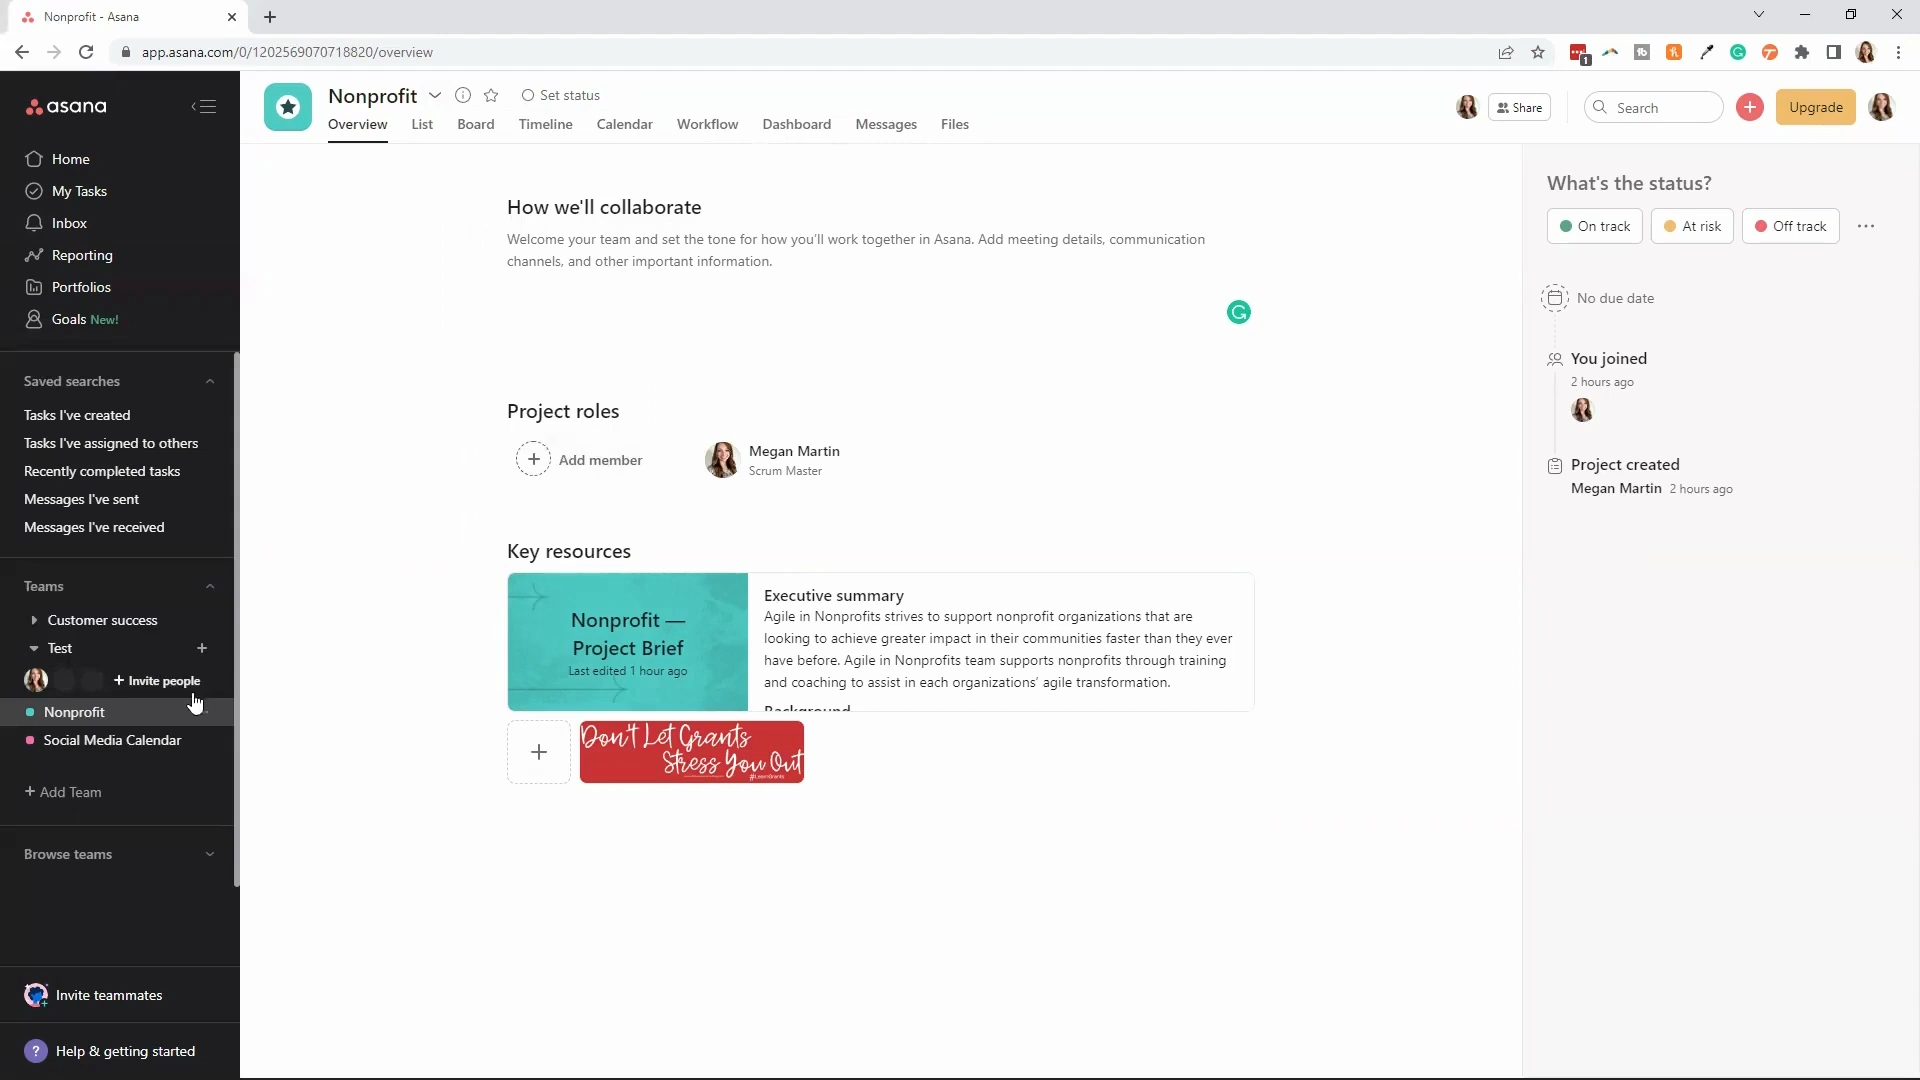 Nonprofit - Asana
app.asana.com/0/1202569070718820/overview
1
asana
Home
My Tasks
Inbox
Reporting
Portfolios
Goals New!
Saved searches
Tasks I've created
Tasks I've assigned to others
Recently completed tasks
Messages I've sent
Messages I've received
Teams
Customer success
Test
+ Invite people
Nonprofit
Social Media Calendar
+ Add Team
Browse teams
Invite teammates
? Help & getting started
Nonprofit
Set status
Overview List Board Timeline Calendar Workflow Dashboard Messages Files
Share
Search
Upgrade
How we'll collaborate
Welcome your team and set the tone for how you'll work together in Asana. Add meeting details, communication
channels, and other important information.
Project roles
Add member
Megan Martin
Scrum Master
Key resources
Nonprofit —
Project Brief
Last edited 1 hour ago
Executive summary
Agile in Nonprofits strives to support nonprofit organizations that are
looking to achieve greater impact in their communities faster than they ever
have before. Agile in Nonprofits team supports nonprofits through training
and coaching to assist in each organizations' agile transformation.
Background
Don't Let Grants
Stress You Out
#LearnGrants
What's the status?
On track
At risk
Off track
No due date
You joined
2 hours ago
Project created
Megan Martin 2 hours ago